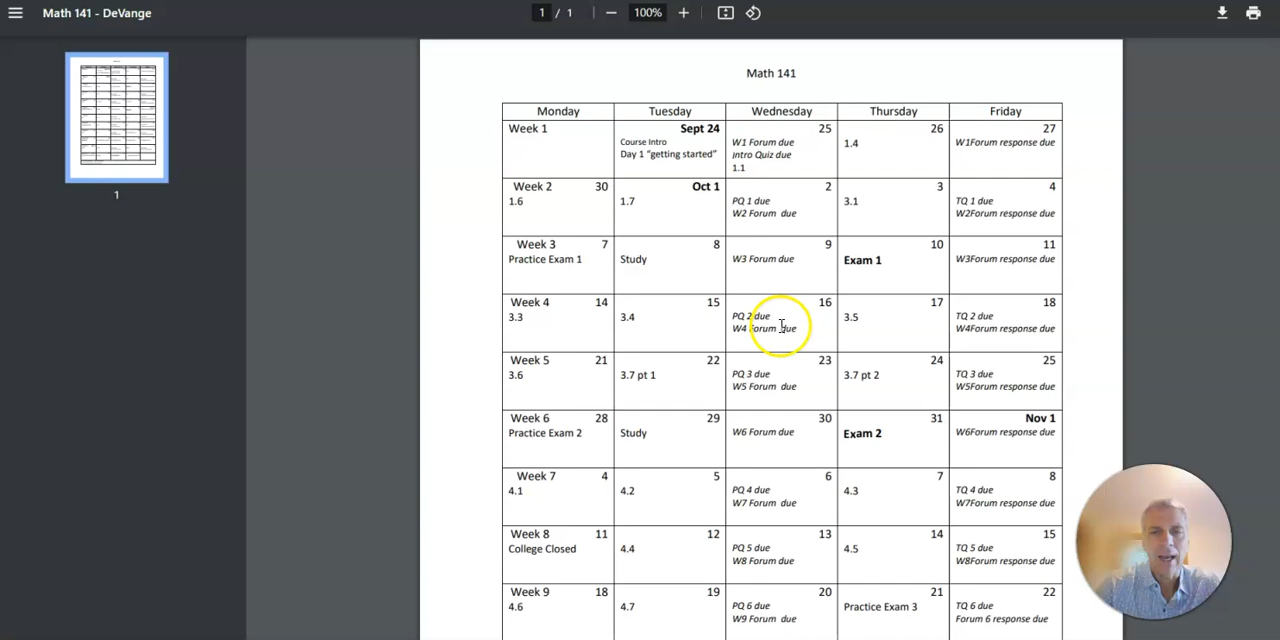 Math 141 - DeVange
1 / 1
100%
1
Math 141
Monday Tuesday Wednesday Thursday Friday
Week 1 Sept 24 25 26 27
Course Intro W1 Forum due 1.4 W1Forum response due
Day 1 "getting started" Intro Quiz due
1.1
Week 2 30 Oct 1 2 3 4
1.6 1.7 PQ 1 due 3.1 TQ 1 due
W2 Forum due W2Forum response due
Week 3 7 8 9 10 11
Practice Exam 1 Study W3 Forum due Exam 1 W3Forum response due
Week 4 14 15 16 17 18
3.3 3.4 PQ 2 due 3.5 TQ 2 due
W4 Forum due W4Forum response due
Week 5 21 22 23 24 25
3.6 3.7 pt 1 PQ 3 due 3.7 pt 2 TQ 3 due
W5 Forum due W5Forum response due
Week 6 28 29 30 31 Nov 1
Practice Exam 2 Study W6 Forum due Exam 2 W6Forum response due
Week 7 4 5 6 7 8
4.1 4.2 PQ 4 due 4.3 TQ 4 due
W7 Forum due W7Forum response due
Week 8 11 12 13 14 15
College Closed 4.4 PQ 5 due 4.5 TQ 5 due
W8 Forum due W8Forum response due
Week 9 18 19 20 21 22
4.6 4.7 PQ 6 due Practice Exam 3 TQ 6 due
W9 Forum due Forum 6 response due